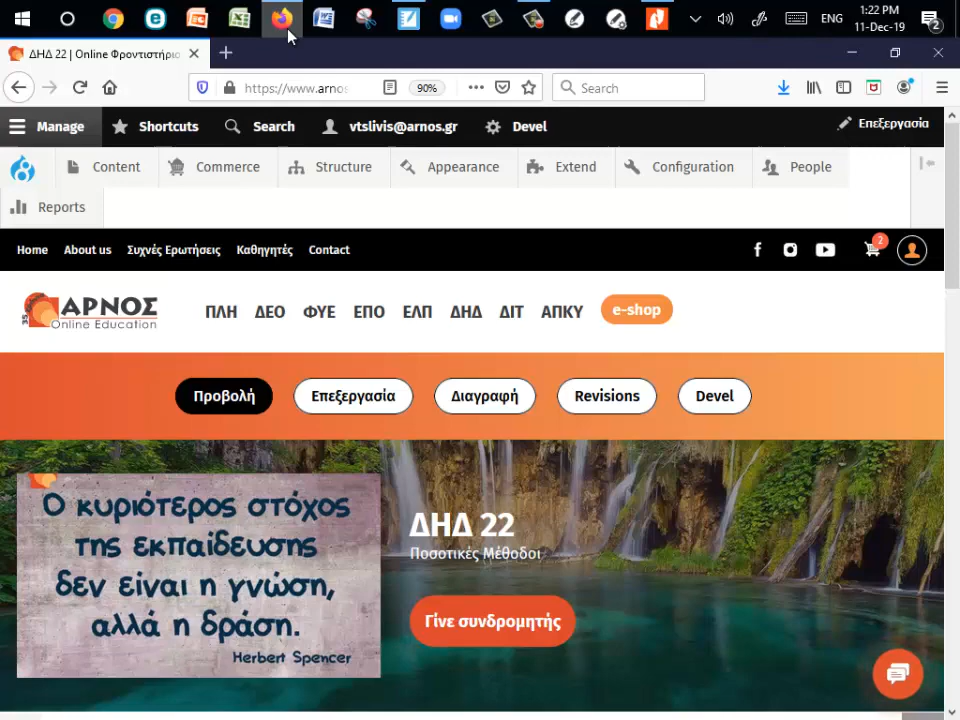 ENG
1:22 PM
11-Dec-19
2
ΔΗΔ 22 | Online Φροντιστήριο
90%
https://www.arnos
Search
Manage
Shortcuts
Search
vtslivis@arnos.gr
Devel
Επεξεργασία
Content
Commerce
Structure
Appearance
Extend
Configuration
People
Reports
Home
About us
Συχνές Ερωτήσεις
Καθηγητές
Contact
2
35
ΑΡΝΟΣ
Online Education
ΠΛΗ
ΔΕΟ
ΦΥΕ
ΕΠΟ
ΕΛΠ
ΔΗΔ
ΔΙΤ
ΑΠΚΥ
e-shop
Προβολή
Επεξεργασία
Διαγραφή
Revisions
Devel
Ο κυριότερος στόχος
της εκπαίδευσης
δεν είναι η γνώση,
αλλά η δράση.
Herbert Spencer
ΔΗΔ 22
Ποσοτικές Μέθοδοι
Γίνε συνδρομητής